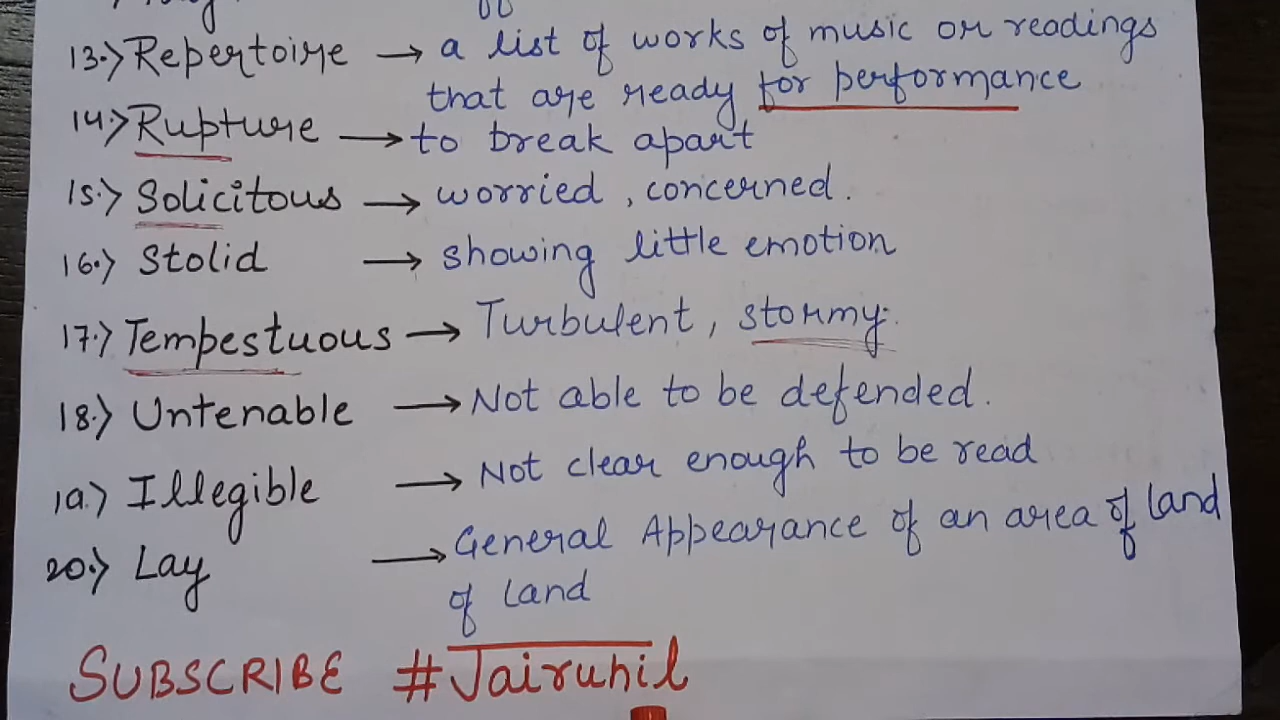 13.) Repertoire → a list of works of music or readings
that are ready for performance
14.) Rupture → to break apart
15.) Solicitous → worried, concerned.
16.) Stolid → showing little emotion
17.) Tempestuous → Turbulent, stormy.
18.) Untenable → Not able to be defended.
19.) Illegible → Not clear enough to be read
20.) Lay → General Appearance of an area of land
of land
SUBSCRIBE #Jairuhil